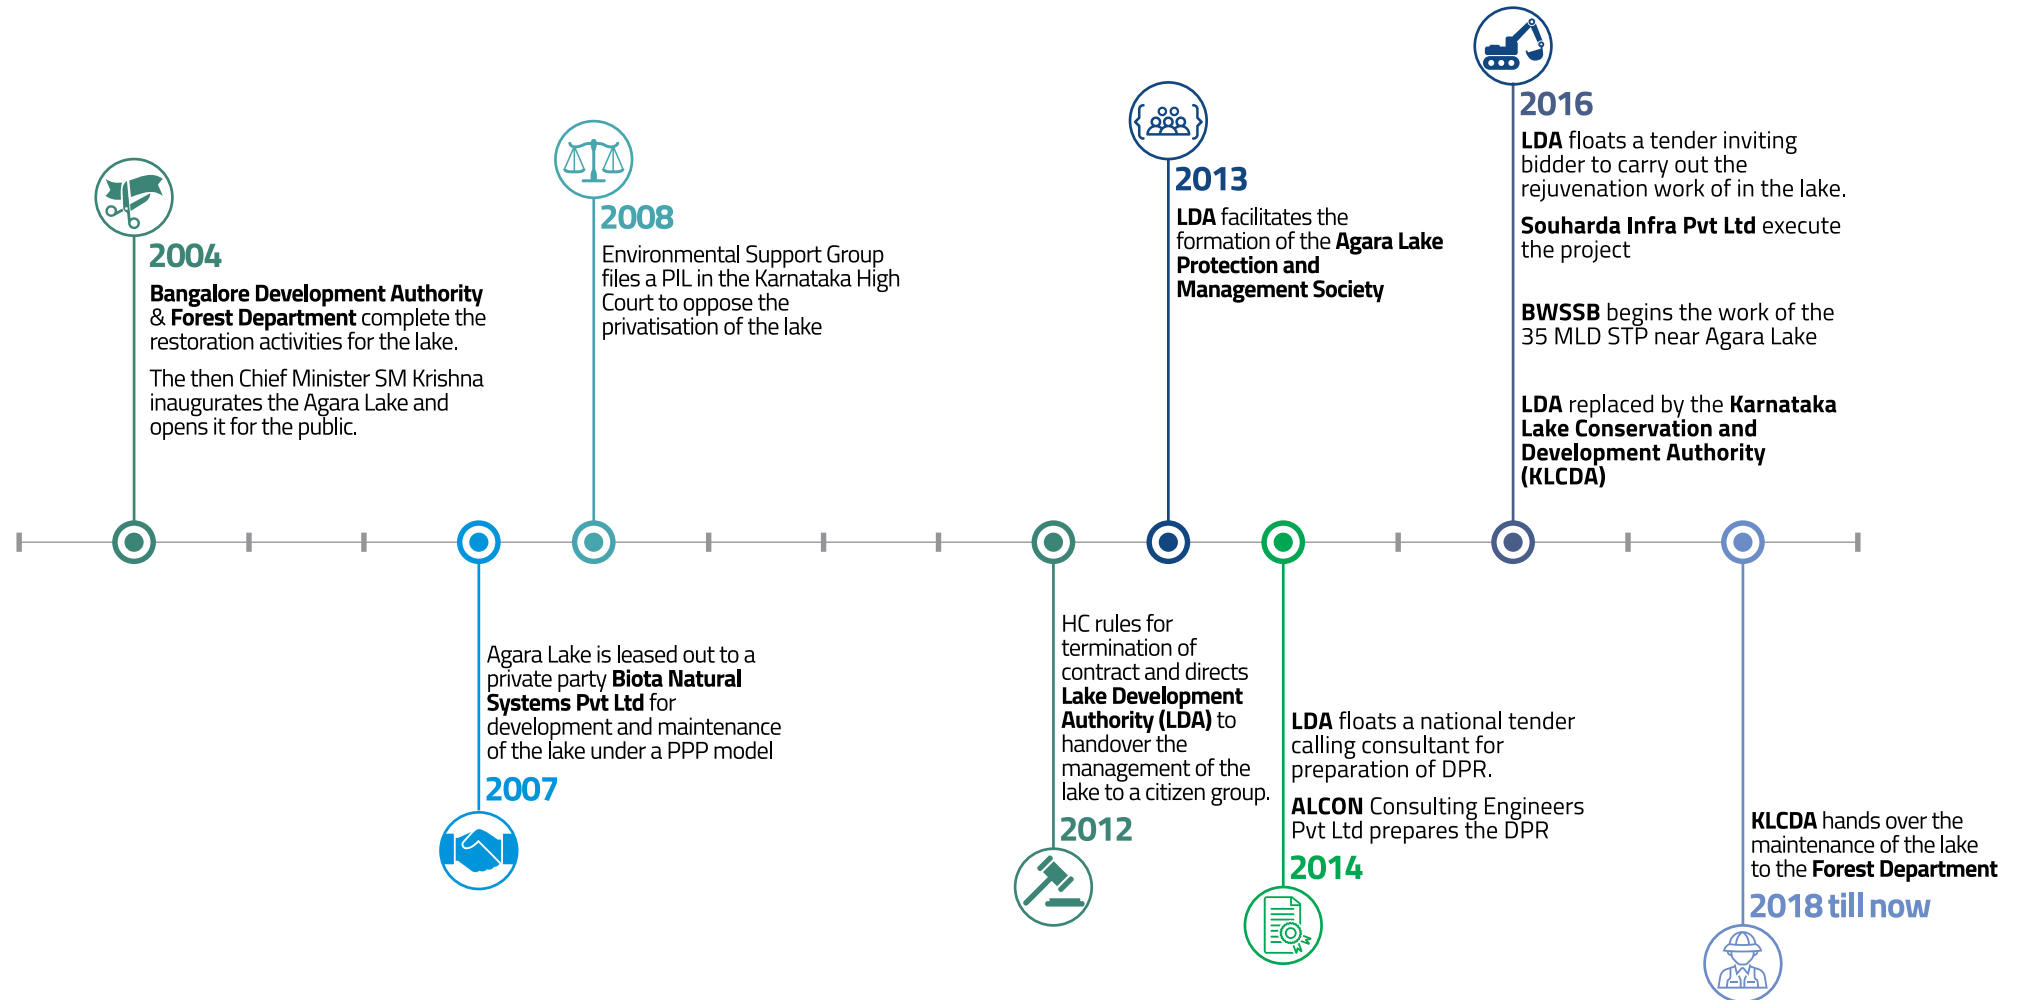 2004
Bangalore Development Authority
& Forest Department complete the
restoration activities for the lake.
The then Chief Minister SM Krishna
inaugurates the Agara Lake and
opens it for the public.
Agara Lake is leased out to a
private party Biota Natural
Systems Pvt Ltd for
development and maintenance
of the lake under a PPP model
2007
2008
Environmental Support Group
files a PIL in the Karnataka High
Court to oppose the
privatisation of the lake
HC rules for
termination of
contract and directs
Lake Development
Authority (LDA) to
handover the
management of the
lake to a citizen group.
2012
2013
LDA facilitates the
formation of the Agara Lake
Protection and
Management Society
LDA floats a national tender
calling consultant for
preparation of DPR.
ALCON Consulting Engineers
Pvt Ltd prepares the DPR
2014
2016
LDA floats a tender inviting
bidder to carry out the
rejuvenation work of in the lake.
Souharda Infra Pvt Ltd execute
the project
BWSSB begins the work of the
35 MLD STP near Agara Lake
LDA replaced by the Karnataka
Lake Conservation and
Development Authority
(KLCDA)
KLCDA hands over the
maintenance of the lake
to the Forest Department
2018 till now